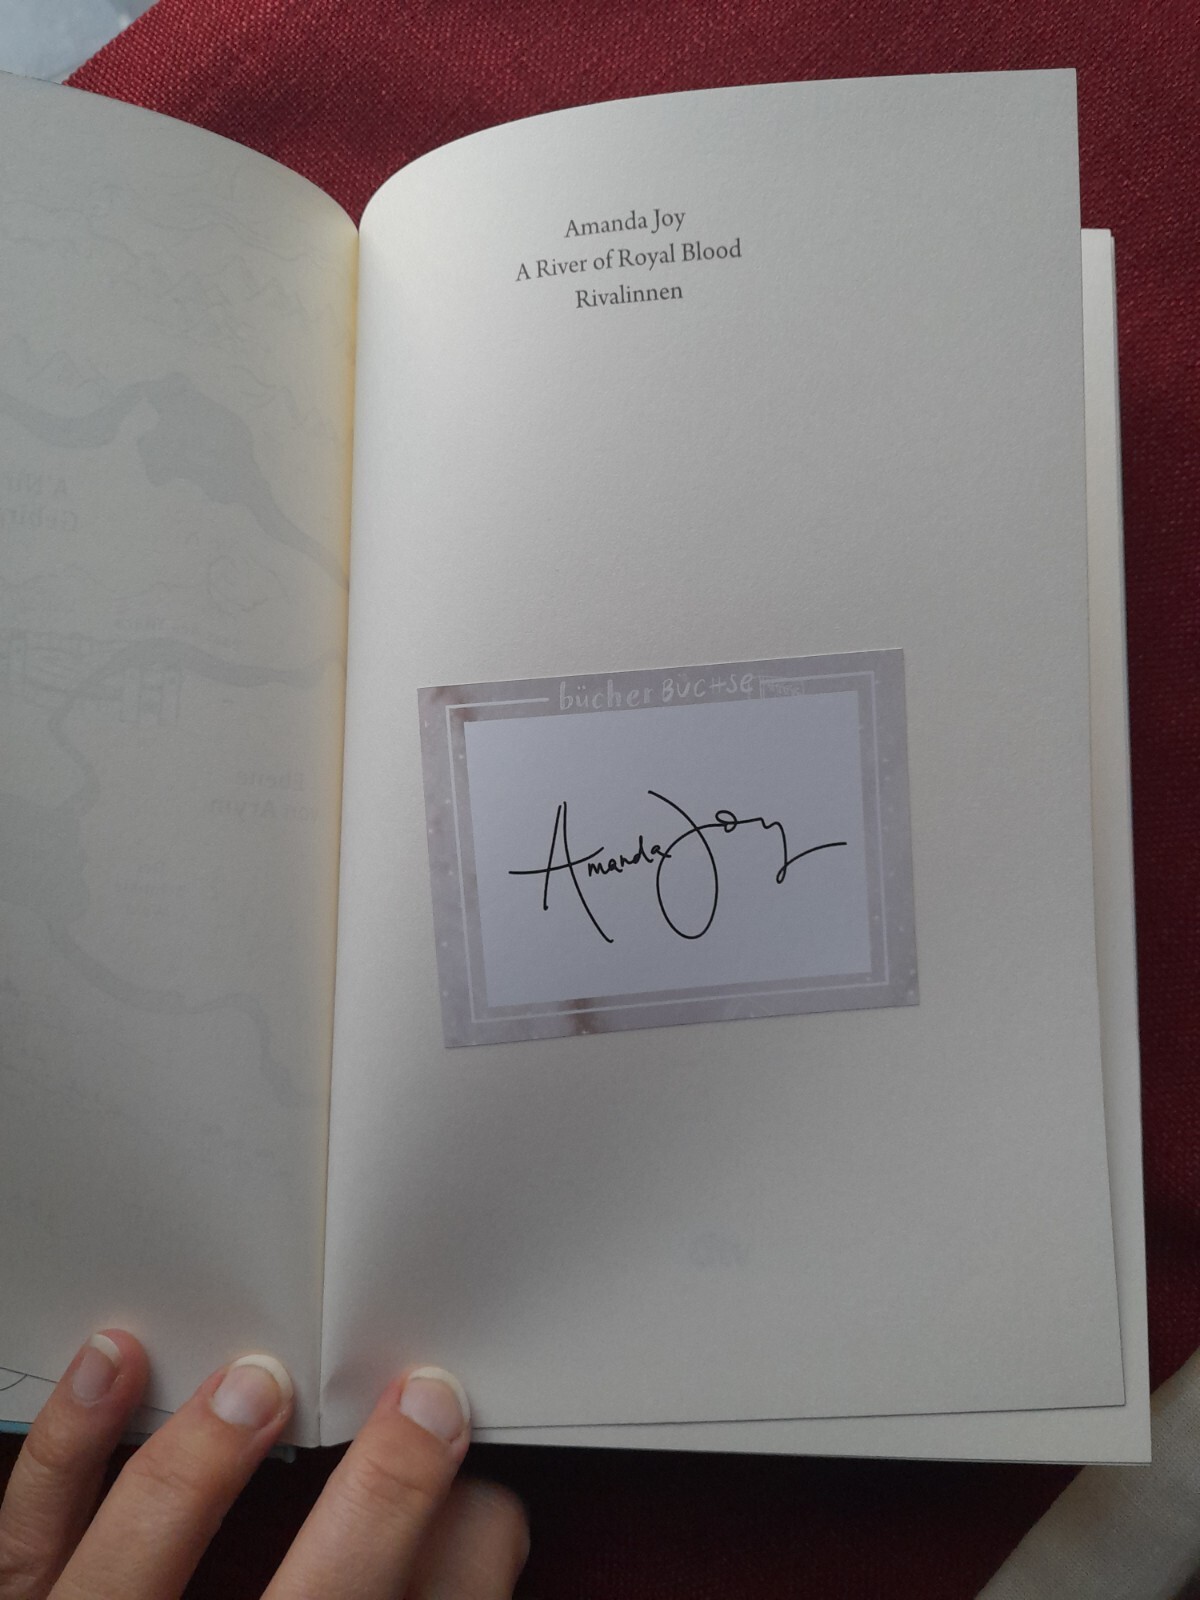 Amanda Joy
A River of Royal Blood
Rivalinnen
bücher BÜCHSE
Amanda Joy